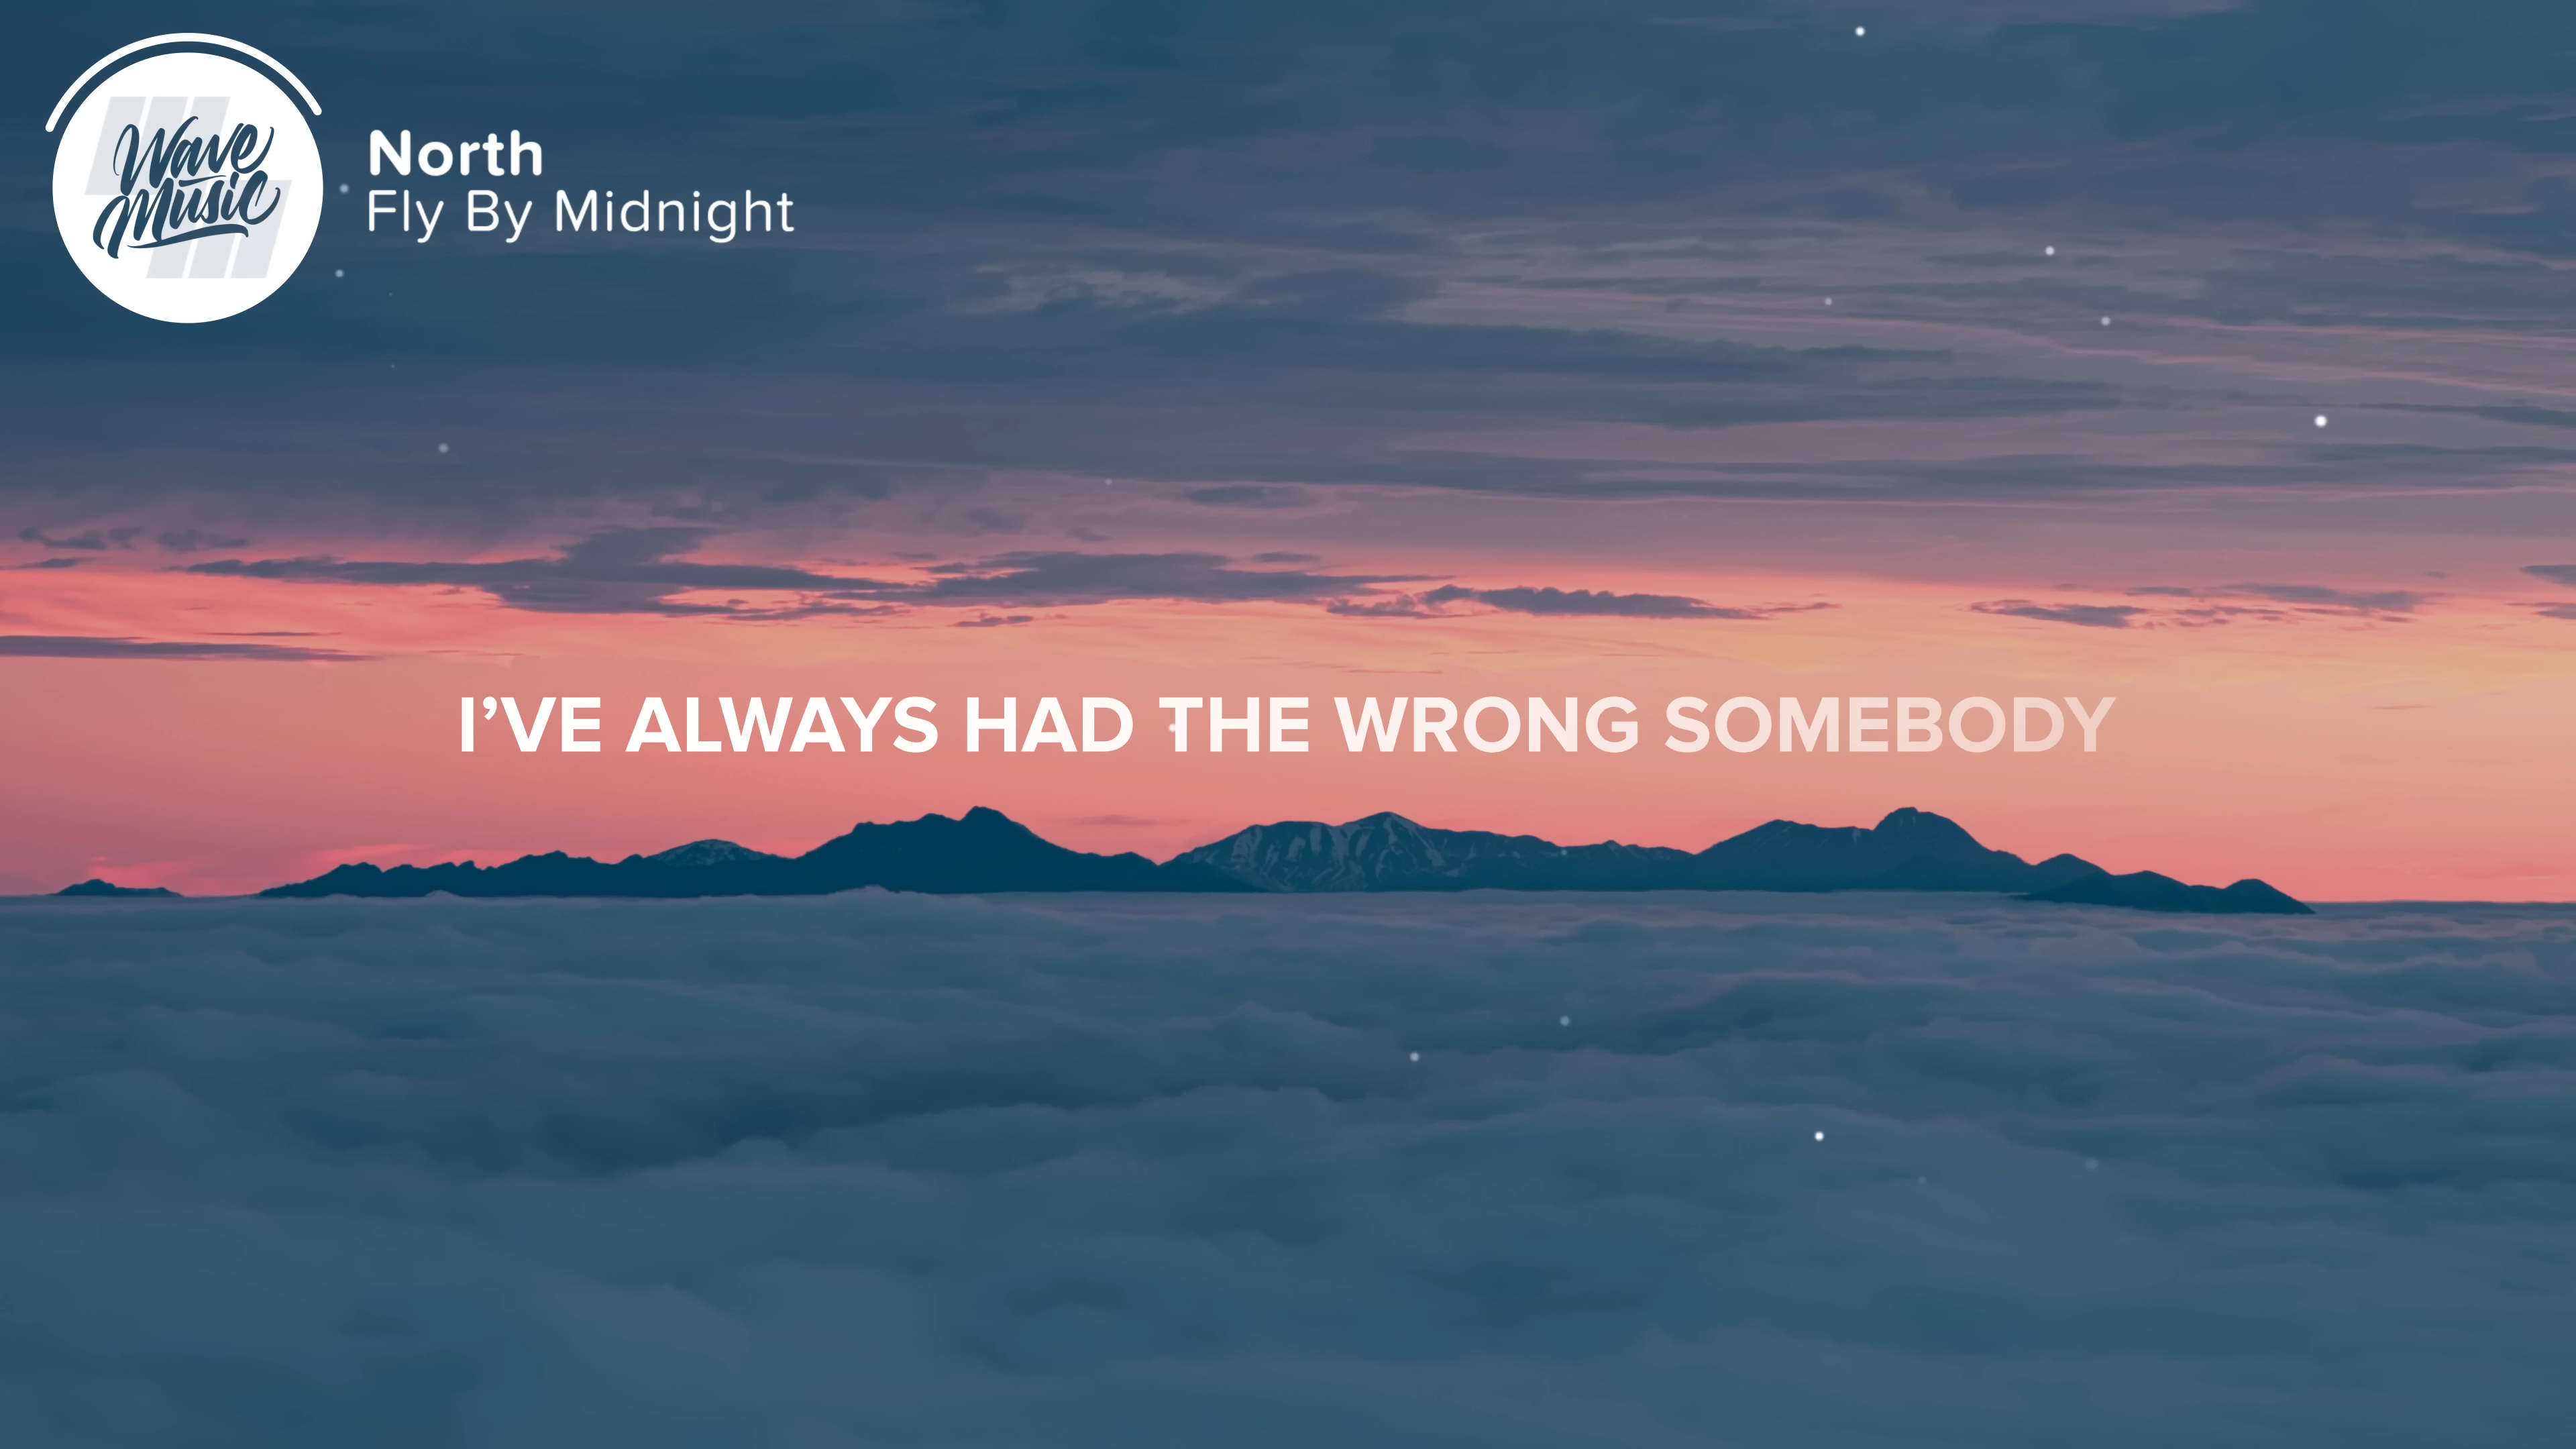 Wave
Music
North
Fly By Midnight
I’VE ALWAYS HAD THE WRONG SOMEBODY